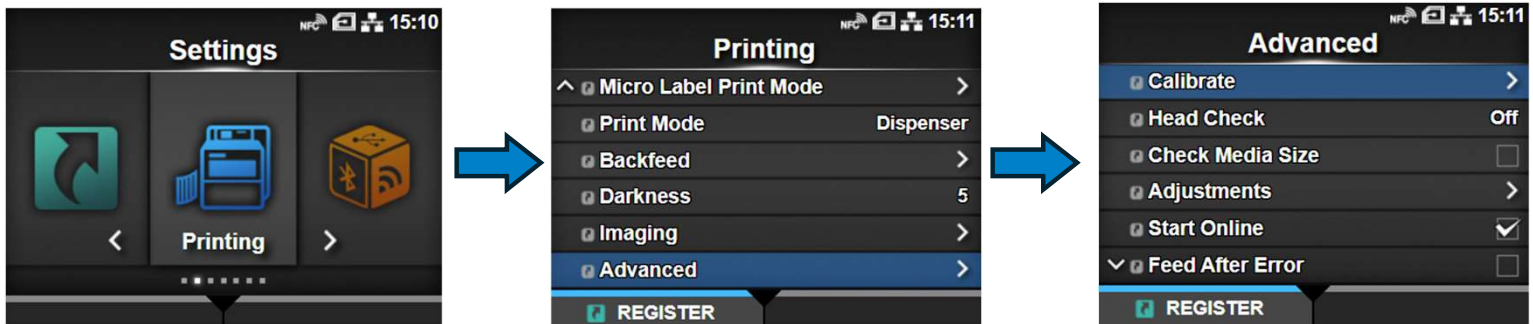 NFC 15:10
Settings
Printing
NFC 15:11
Printing
Micro Label Print Mode
Print Mode Dispenser
Backfeed
Darkness 5
Imaging
Advanced
REGISTER
NFC 15:11
Advanced
Calibrate
Head Check Off
Check Media Size
Adjustments
Start Online
Feed After Error
REGISTER